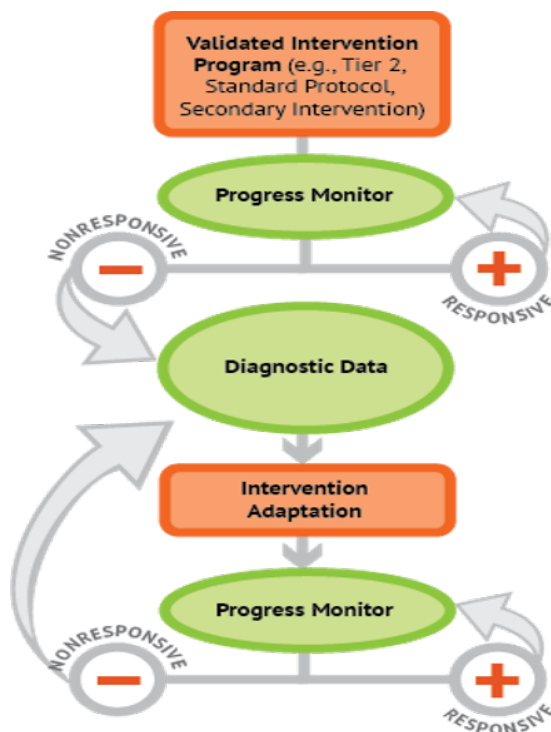 Validated Intervention
Program (e.g., Tier 2,
Standard Protocol,
Secondary Intervention)
Progress Monitor
NONRESPONSIVE
RESPONSIVE
Diagnostic Data
Intervention
Adaptation
Progress Monitor
NONRESPONSIVE
RESPONSIVE